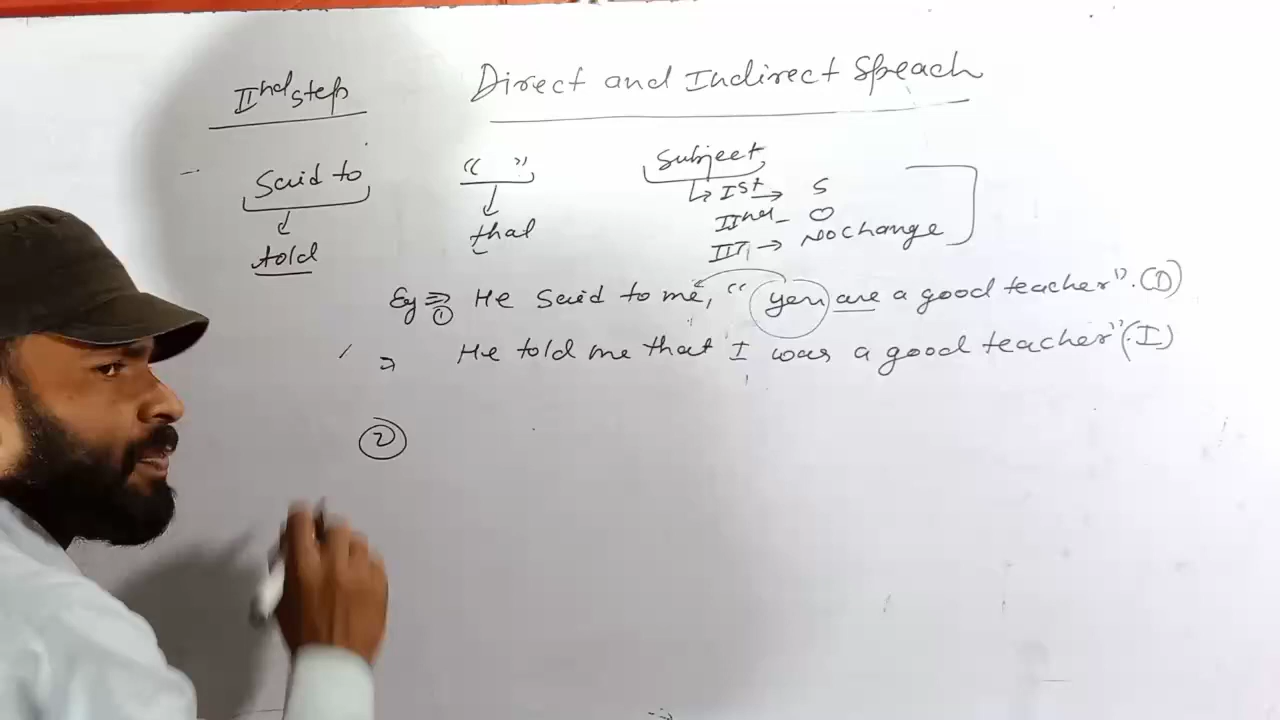 IInd step
Direct and Indirect Speach
Said to
told
“ ”
that
Subject
↳ Ist → S
IInd - O
III → No change
Eg ⇒ ① He said to me, “ you are a good teacher”. (D)
⇒ He told me that I was a good teacher” (I)
②